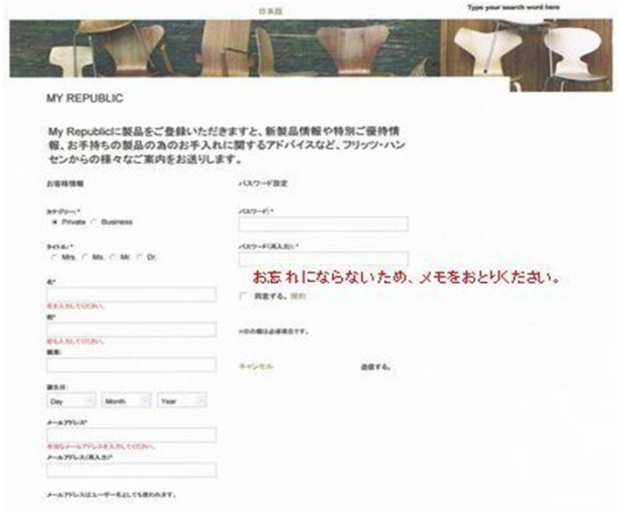 日本語
Type your search word here
MY REPUBLIC
My Republicに製品をご登録いただきますと、新製品情報や特別ご優待情
報、お手持ちの製品の為のお手入れに関するアドバイスなど、フリッツ・ハン
センからの様々なご案内をお送りします。
お客様情報
カテゴリー:*
Private Business
タイトル:*
Mrs. Ms. Mr. Dr.
名*
名を入力してください。
姓*
姓を入力してください。
職業:
誕生日:
Day Month Year
メールアドレス*
有効なメールアドレスを入力してください。
メールアドレス(再入力)*
メールアドレスはユーザー名としても使われます。
パスワード設定
パスワード:*
パスワード(再入力):*
お忘れにならないため、メモをおとりください。
同意する。規約
*印の欄は必須項目です。
キャンセル 送信する。